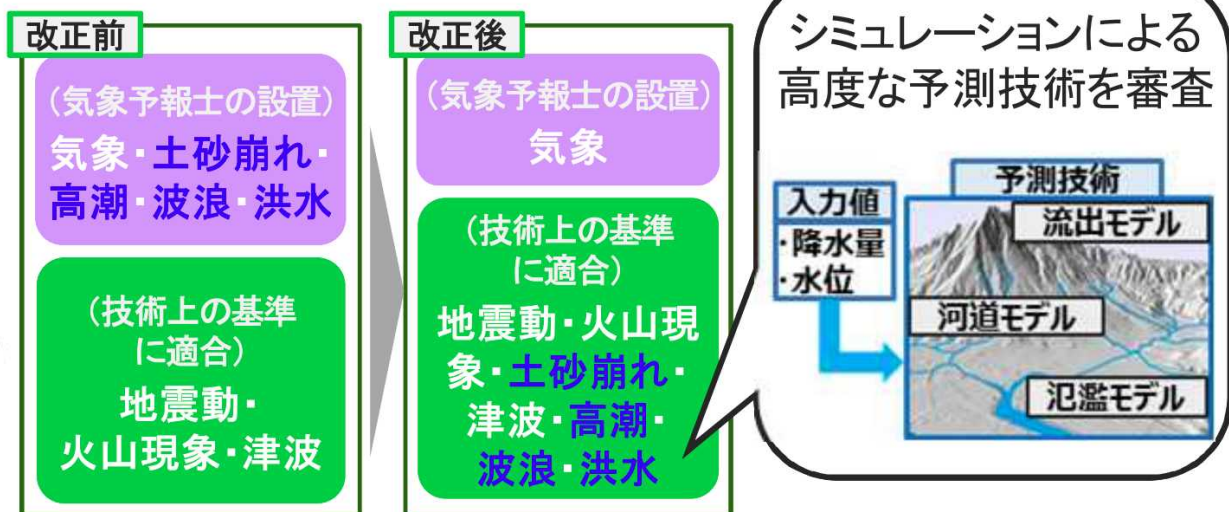 改正前
(気象予報士の設置)
気象・土砂崩れ・
高潮・波浪・洪水
(技術上の基準
に適合)
地震動・
火山現象・津波
改正後
(気象予報士の設置)
気象
(技術上の基準
に適合)
地震動・火山現
象・土砂崩れ・
津波・高潮・
波浪・洪水
シミュレーションによる
高度な予測技術を審査
入力値
・降水量
・水位
予測技術
流出モデル
河道モデル
氾濫モデル